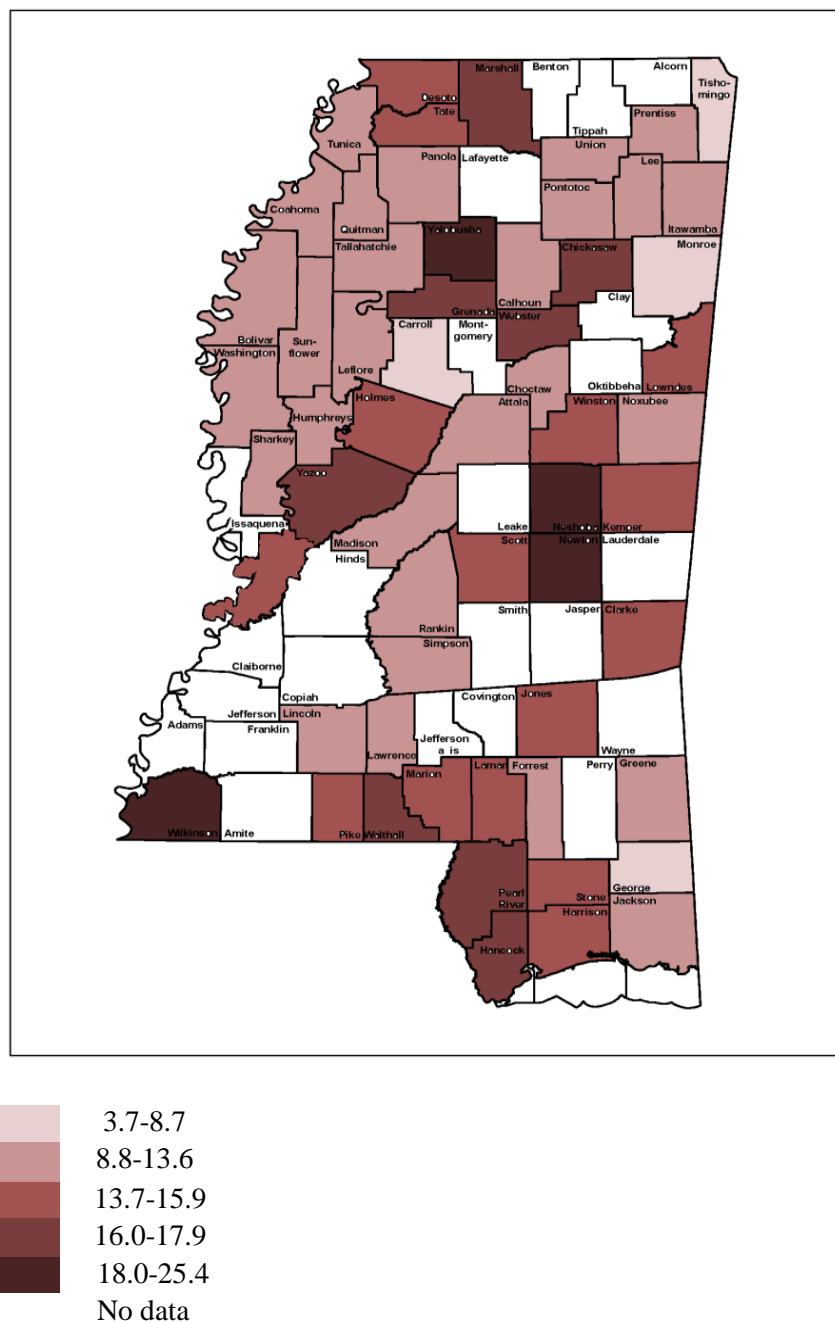 Marshall
Benton
Alcorn
Tisho-
mingo
Desoto
Tate
Prentiss
Tippah
Tunica
Union
Panola
Lafayette
Lee
Pontotoc
Coahoma
Quitman
Yalobusha
Itawamba
Tallahatchie
Chickasaw
Monroe
Clay
Calhoun
Grenada
Webster
Carroll
Mont-
gomery
Bolivar
Sun-
flower
Washington
Leflore
Choctaw
Oktibbeha
Lowndes
Holmes
Attala
Winston
Noxubee
Humphreys
Sharkey
Yazoo
Issaquena
Leake
Neshoba
Kemper
Madison
Hinds
Scott
Newton
Lauderdale
Rankin
Smith
Jasper
Clarke
Simpson
Claiborne
Copiah
Covington
Jones
Jefferson
Lincoln
Adams
Franklin
Lawrence
Jefferson
a is
Wayne
Marion
Lamar
Forrest
Perry
Greene
Wilkinson
Amite
Pike
Walthall
Pearl
River
Stone
George
Harrison
Jackson
Hancock
3.7-8.7
8.8-13.6
13.7-15.9
16.0-17.9
18.0-25.4
No data